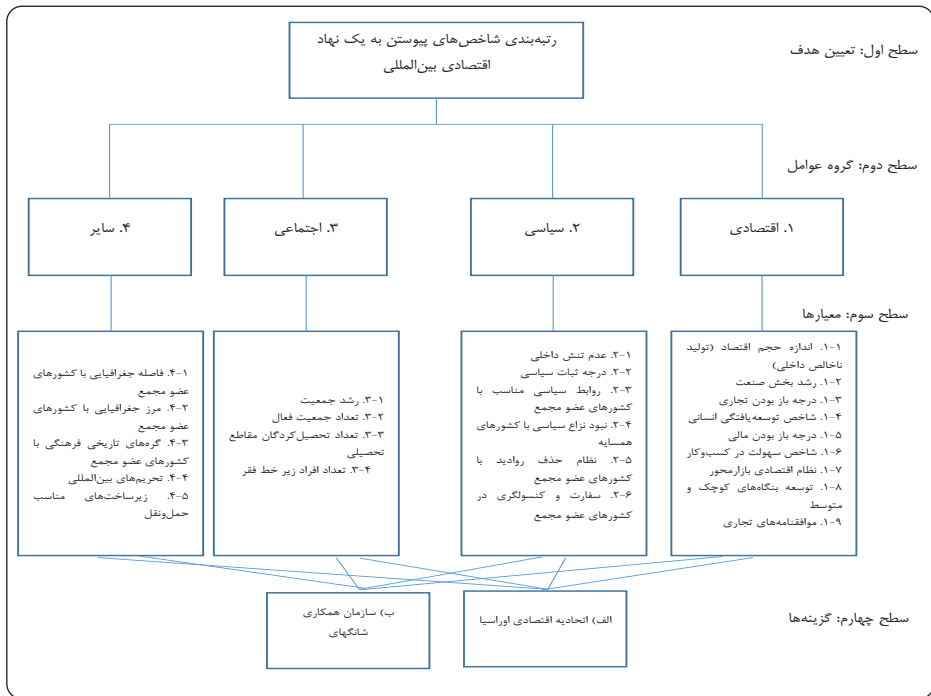 سطح اول: تعیین هدف
رتبه‌بندی شاخص‌های پیوستن به یک نهاد
اقتصادی بین‌المللی
سطح دوم: گروه عوامل
۱. اقتصادی
۲. سیاسی
۳. اجتماعی
۴. سایر
سطح سوم: معیارها
۱-۱. اندازه حجم اقتصاد (تولید
ناخالص داخلی)
۱-۲. رشد بخش صنعت
۱-۳. درجه باز بودن تجاری
۱-۴. شاخص توسعه‌یافتگی انسانی
۱-۵. درجه باز بودن مالی
۱-۶. شاخص سهولت در کسب‌وکار
۱-۷. نظام اقتصادی بازارمحور
۱-۸. توسعه بنگاه‌های کوچک و
متوسط
۱-۹. موافقنامه‌های تجاری
۲-۱. عدم تنش داخلی
۲-۲. درجه ثبات سیاسی
۲-۳. روابط سیاسی مناسب با
کشورهای عضو مجمع
۲-۴. نبود نزاع سیاسی با کشورهای
همسایه
۲-۵. نظام حذف روادید با
کشورهای عضو مجمع
۲-۶. سفارت و کنسولگری در
کشورهای عضو مجمع
۳-۱. رشد جمعیت
۳-۲. تعداد جمعیت فعال
۳-۳. تعداد تحصیل‌کردگان مقاطع
تحصیلی
۳-۴. تعداد افراد زیر خط فقر
۴-۱. فاصله جغرافیایی با کشورهای
عضو مجمع
۴-۲. مرز جغرافیایی با کشورهای
عضو مجمع
۴-۳. گره‌های تاریخی فرهنگی با
کشورهای عضو مجمع
۴-۴. تحریم‌های بین‌المللی
۴-۵. زیرساخت‌های مناسب
حمل‌ونقل
سطح چهارم: گزینه‌ها
الف) اتحادیه اقتصادی اوراسیا
ب) سازمان همکاری
شانگهای